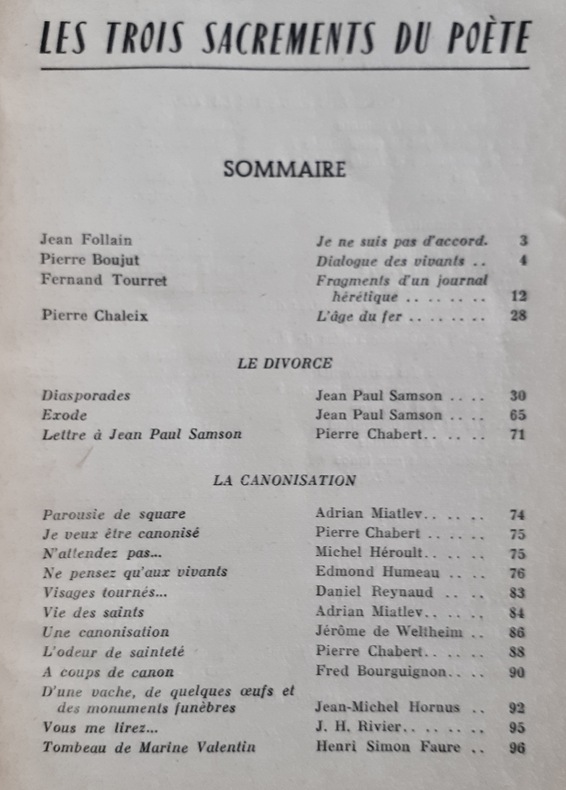 LES TROIS SACREMENTS DU POÈTE
SOMMAIRE
Jean Follain Je ne suis pas d'accord. 3
Pierre Boujut Dialogue des vivants .. 4
Fernand Tourret Fragments d'un journal
hérétique .. .. .. .. 12
Pierre Chaleix L'âge du fer .. .. .. .. 28
LE DIVORCE
Diasporades Jean Paul Samson .. .. 30
Exode Jean Paul Samson .. .. 65
Lettre à Jean Paul Samson Pierre Chabert.. .. .. 71
LA CANONISATION
Parousie de square Adrian Miatlev.. .. .. 74
Je veux être canonisé Pierre Chabert .. .. .. 75
N'attendez pas... Michel Héroult.. .. .. 75
Ne pensez qu'aux vivants Edmond Humeau .. .. 76
Visages tournés... Daniel Reynaud .. .. 83
Vie des saints Adrian Miatlev.. .. .. 84
Une canonisation Jérôme de Weltheim .. 86
L'odeur de sainteté Pierre Chabert.. .. .. 88
A coups de canon Fred Bourguignon.. .. 90
D'une vache, de quelques œufs et
des monuments funèbres Jean-Michel Hornus .. 92
Vous me lirez... J. H. Rivier.. .. .. .. 95
Tombeau de Marine Valentin Henri Simon Faure .. 96